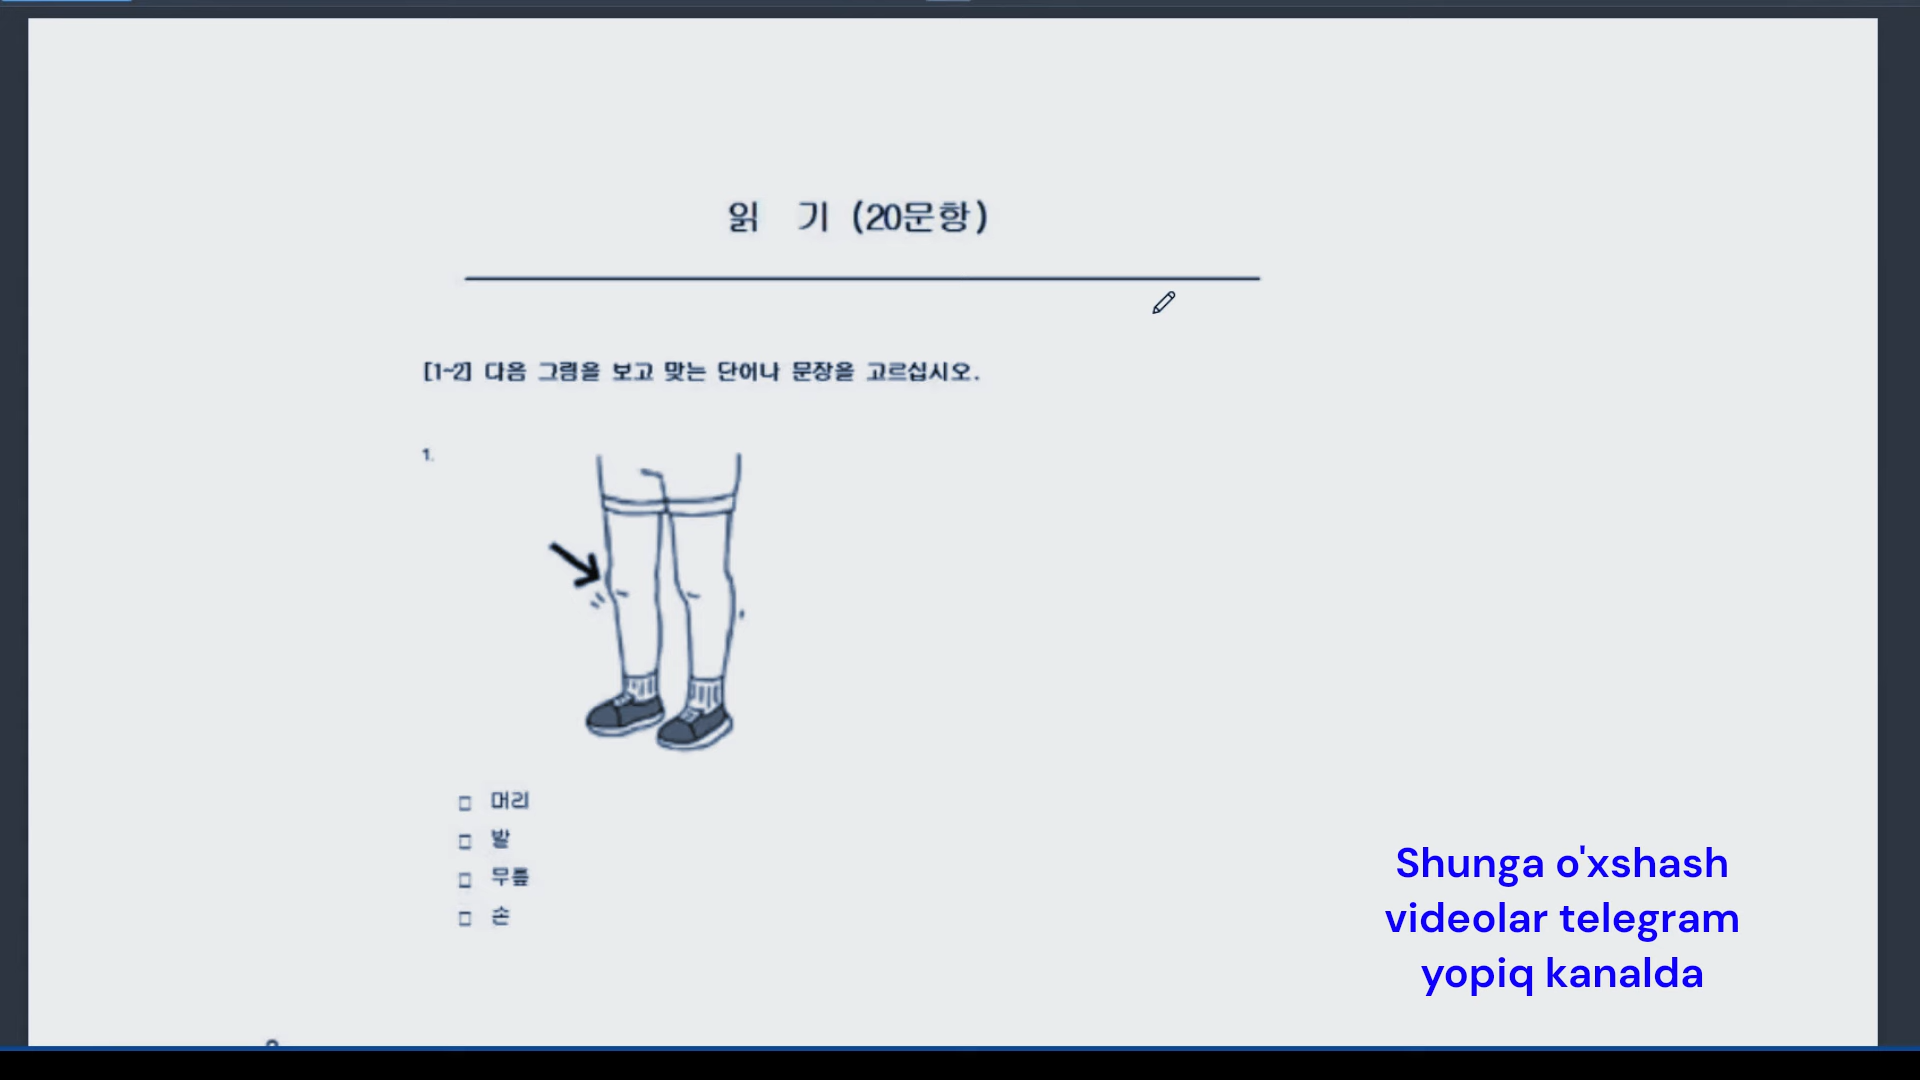 읽 기 (20문항)
[1-2] 다음 그림을 보고 맞는 단어나 문장을 고르십시오.
1.
□ 머리
□ 발
□ 무릎
□ 손
Shunga o'xshash
videolar telegram
yopiq kanalda